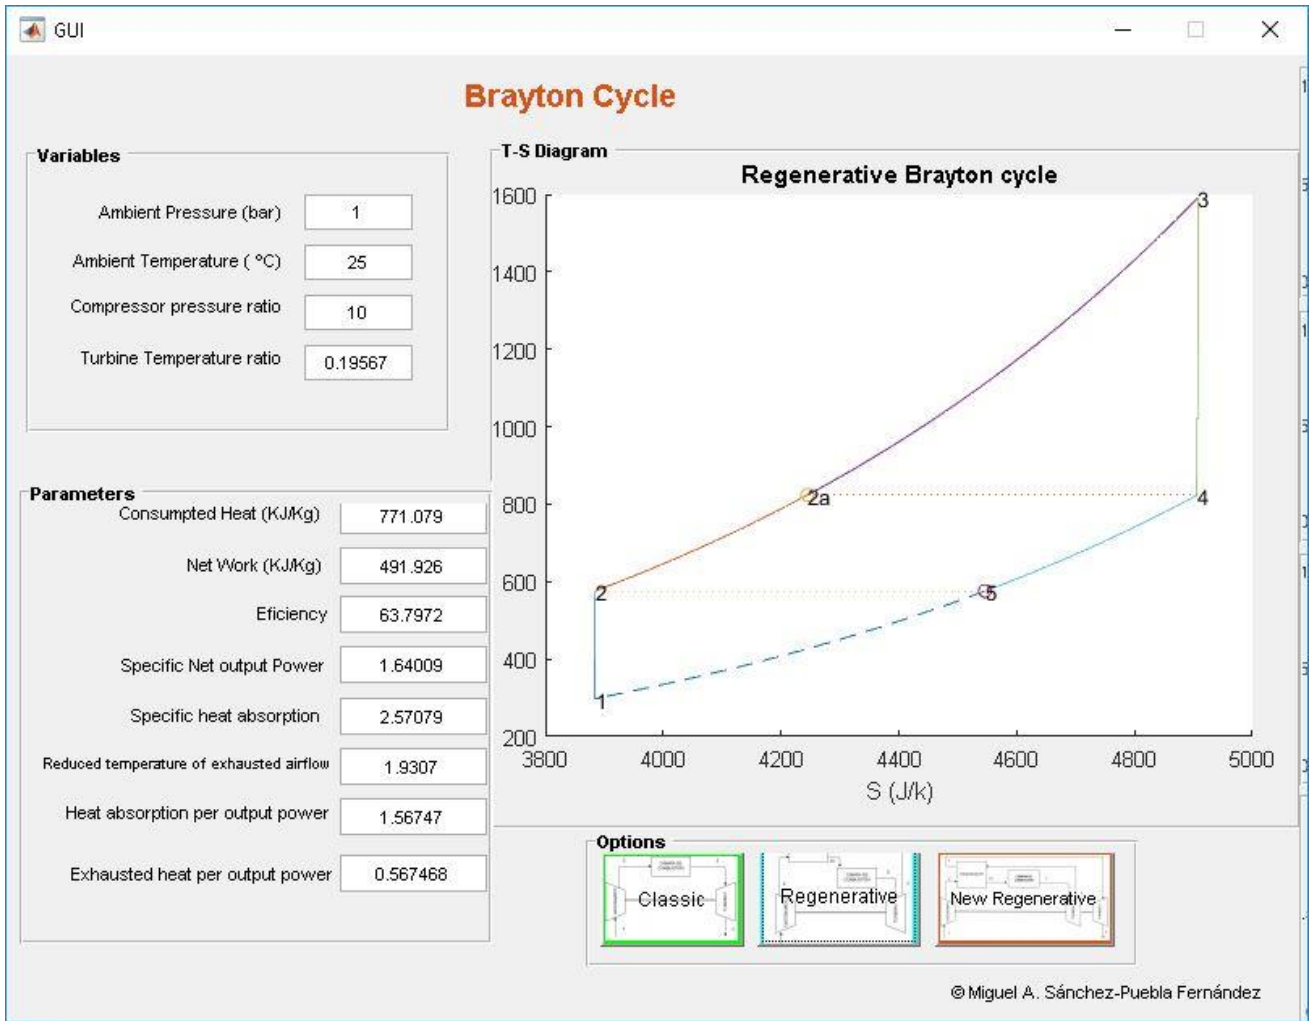 GUI
Brayton Cycle
Variables
Ambient Pressure (bar) 1
Ambient Temperature ( ºC) 25
Compressor pressure ratio 10
Turbine Temperature ratio 0.19567
Parameters
Consumpted Heat (KJ/Kg) 771.079
Net Work (KJ/Kg) 491.926
Eficiency 63.7972
Specific Net output Power 1.64009
Specific heat absorption 2.57079
Reduced temperature of exhausted airflow 1.9307
Heat absorption per output power 1.56747
Exhausted heat per output power 0.567468
T-S Diagram
Regenerative Brayton cycle
1600
1400
1200
1000
800
600
400
200
3
2a
4
2
5
1
3800 4000 4200 4400 4600 4800 5000
S (J/k)
Options
Classic
Regenerative
New Regenerative
© Miguel A. Sánchez-Puebla Fernández